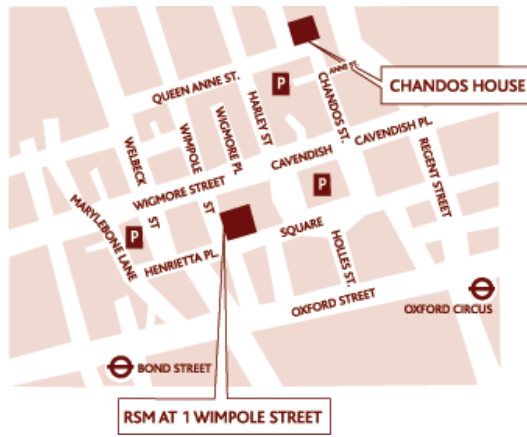 QUEEN ANNE ST.
P
ANNE ST.
CHANDOS HOUSE
HARLEY ST
CHANDOS ST.
WIGMORE PL
WIMPOLE
ST
CAVENDISH PL.
CAVENDISH
WELBECK
ST
WIGMORE STREET
REGENT STREET
P
MARYLEBONE LANE
P
SQUARE
HENRIETTA PL.
HOLLES ST.
OXFORD STREET
OXFORD CIRCUS
BOND STREET
RSM AT 1 WIMPOLE STREET